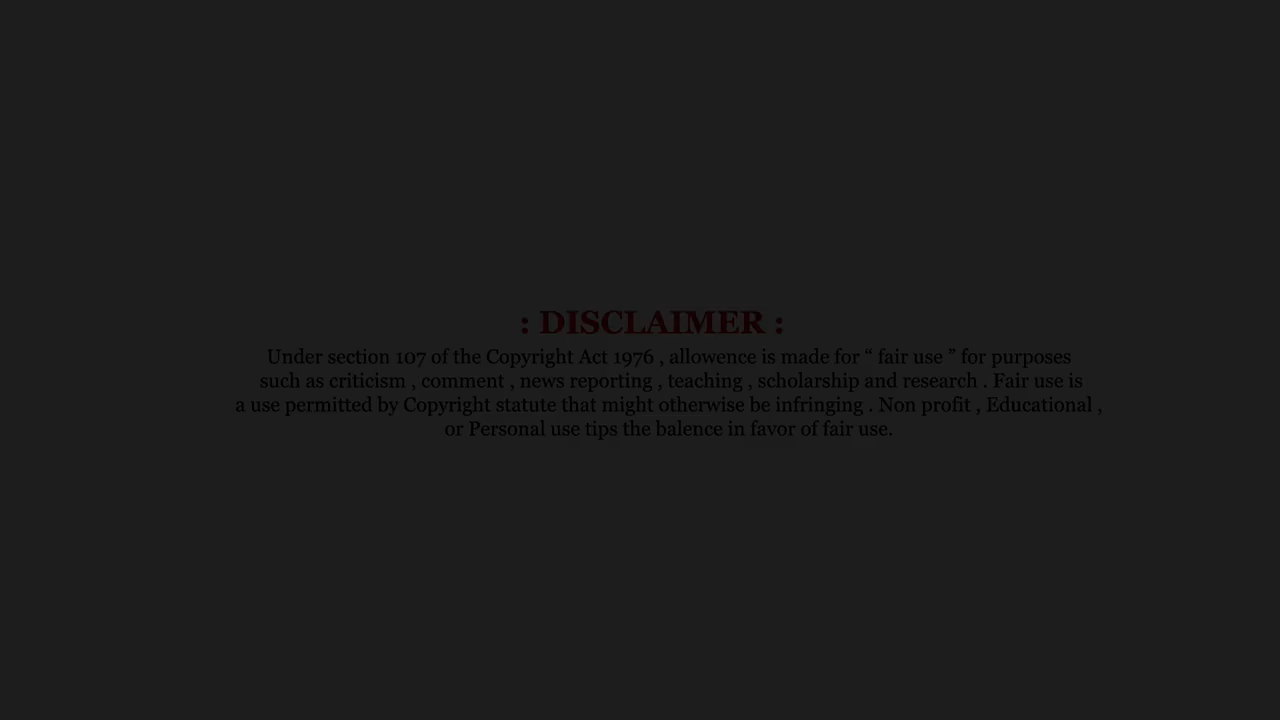 : DISCLAIMER :
Under section 107 of the Copyright Act 1976 , allowence is made for “ fair use ” for purposes
such as criticism , comment , news reporting , teaching , scholarship and research . Fair use is
a use permitted by Copyright statute that might otherwise be infringing . Non profit , Educational ,
or Personal use tips the balence in favor of fair use.